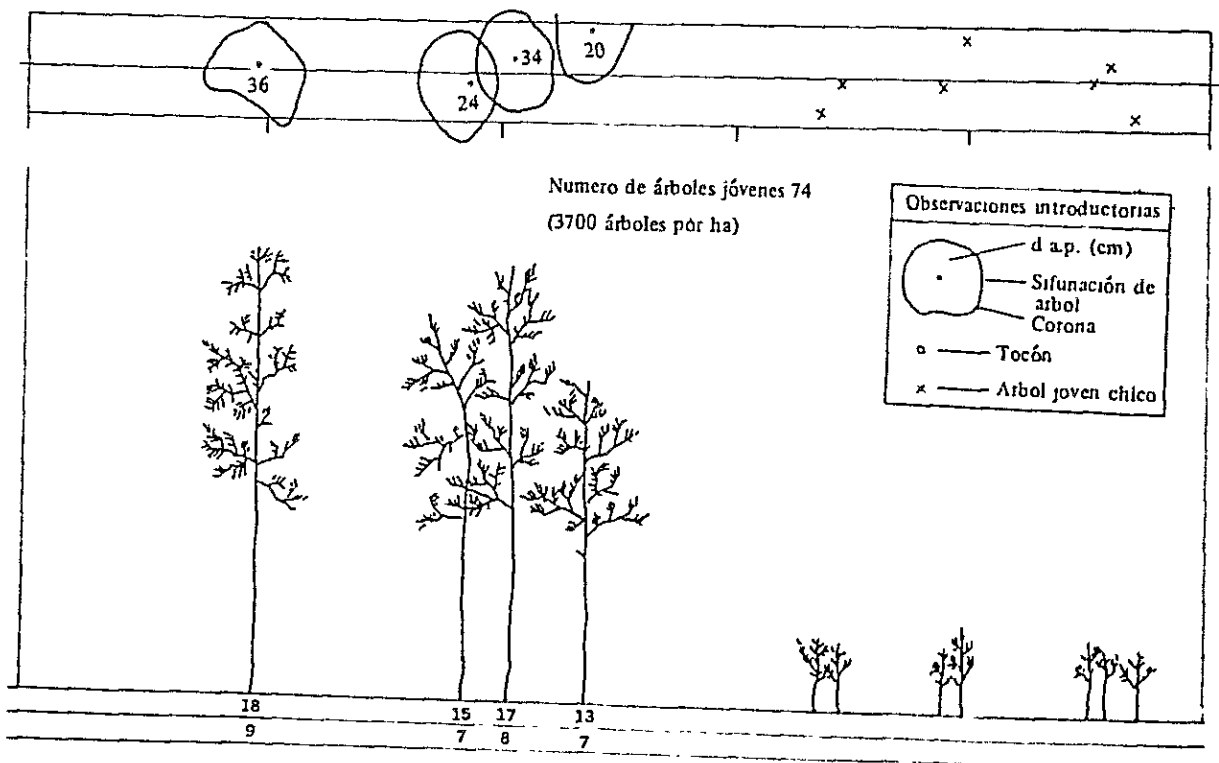 36
24
34
20
Numero de árboles jóvenes 74
(3700 árboles por ha)
Observaciones introductorias
d a.p. (cm)
Sifunación de
arbol
Corona
Tocón
Arbol joven chico
18 15 17 13
9 7 8 7